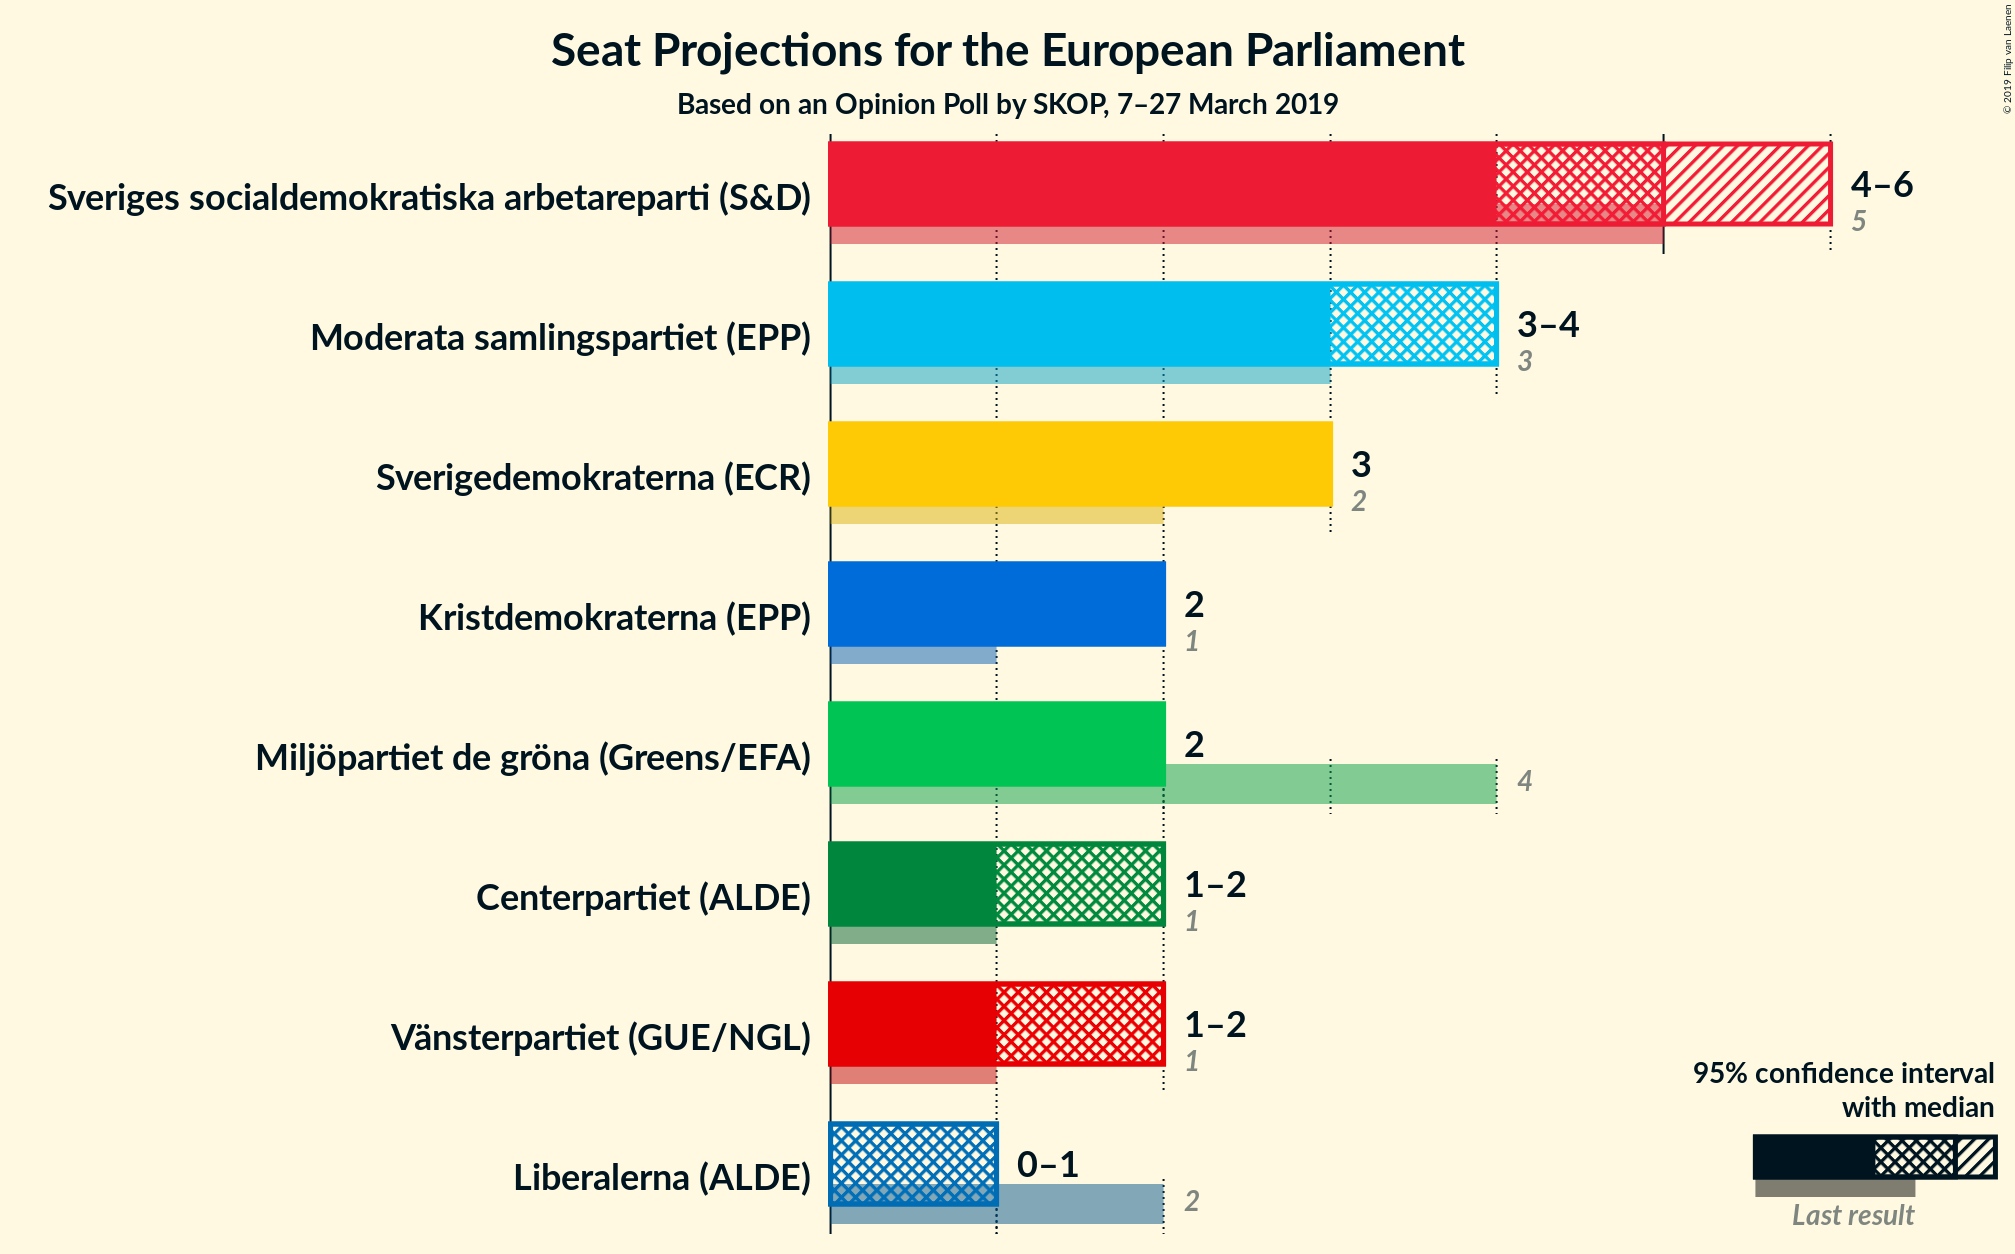 Seat Projections for the European Parliament
Based on an Opinion Poll by SKOP, 7–27 March 2019
© 2019 Filip van Laenen
Sveriges socialdemokratiska arbetareparti (S&D)
4–6
5
Moderata samlingspartiet (EPP)
3–4
3
Sverigedemokraterna (ECR)
3
2
Kristdemokraterna (EPP)
2
1
Miljöpartiet de gröna (Greens/EFA)
2
4
Centerpartiet (ALDE)
1–2
1
Vänsterpartiet (GUE/NGL)
1–2
1
Liberalerna (ALDE)
0–1
2
95% confidence interval
with median
Last result